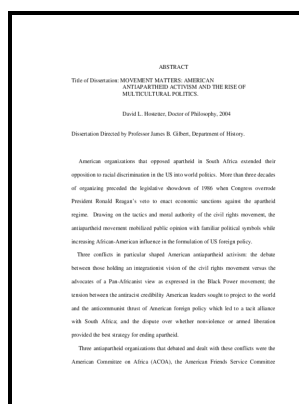 ABSTRACT
Title of Dissertation: MOVEMENT MATTERS: AMERICAN
ANTIAPARTHEID ACTIVISM AND THE RISE OF
MULTICULTURAL POLITICS.
David L. Hostetter, Doctor of Philosophy, 2004
Dissertation Directed by Professor James B. Gilbert, Department of History.
American organizations that opposed apartheid in South Africa extended their
opposition to racial discrimination in the US into world politics. More than three decades
of organizing preceded the legislative showdown of 1986 when Congress overrode
President Ronald Reagan's veto to enact economic sanctions against the apartheid
regime. Drawing on the tactics and moral authority of the civil rights movement, the
antiapartheid movement mobilized public opinion with familiar political symbols while
increasing African-American influence in the formulation of US foreign policy.
Three conflicts in particular shaped American antiapartheid activism: the debate
between those holding an integrationist vision of the civil rights movement versus the
advocates of a Pan-Africanist view as expressed in the Black Power movement; the
tension between the antiracist credibility American leaders sought to project to the world
and the anticommunist thrust of American foreign policy which led to a tacit alliance
with South Africa; and the dispute over whether nonviolence or armed liberation
provided the best strategy for ending apartheid.
Three antiapartheid organizations that debated and dealt with these conflicts were the
American Committee on Africa (ACOA), the American Friends Service Committee